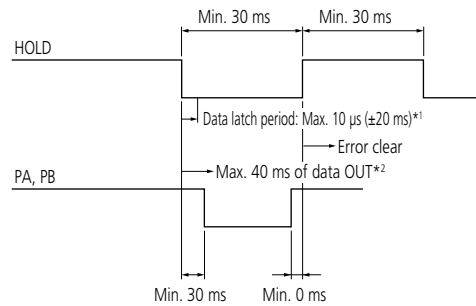 Min. 30 ms Min. 30 ms
HOLD
Data latch period: Max. 10 μs (±20 ms)*1
Error clear
Max. 40 ms of data OUT*2
PA, PB
Min. 30 ms Min. 0 ms